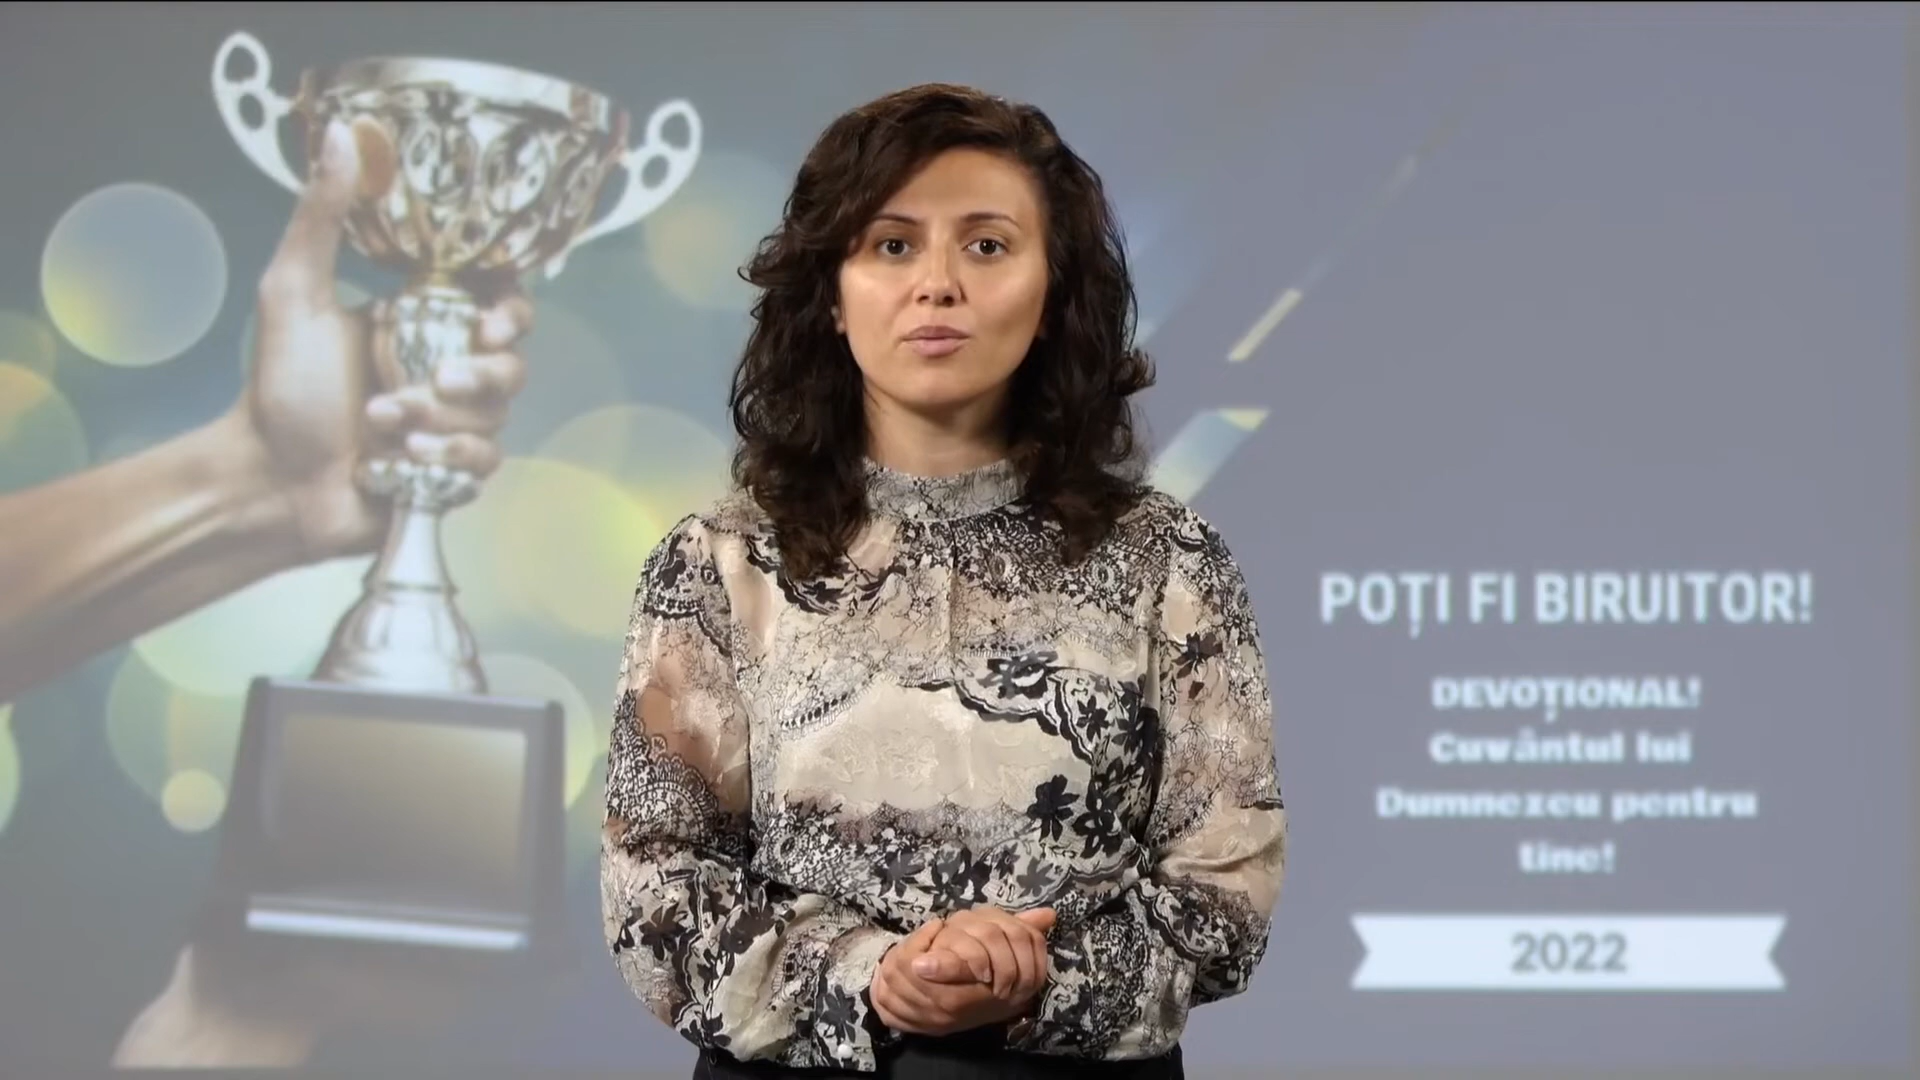 POȚI FI BIRUITOR!
DEVOȚIONAL!
Cuvântul lui
Dumnezeu pentru
tine!
2022